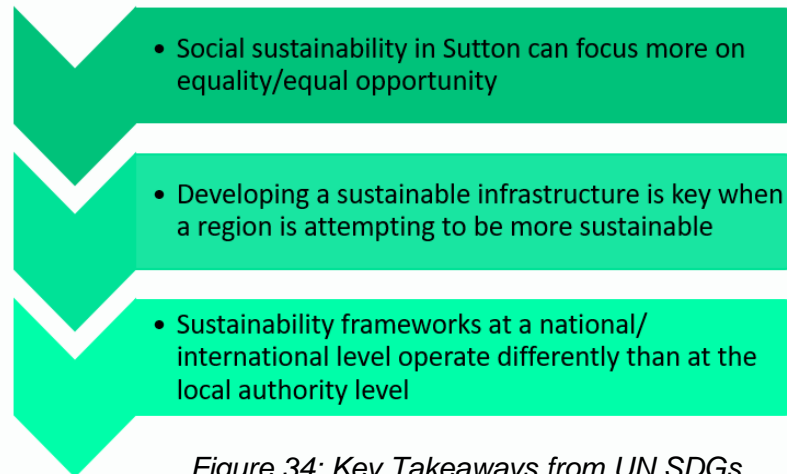 • Social sustainability in Sutton can focus more on
equality/equal opportunity
• Developing a sustainable infrastructure is key when
a region is attempting to be more sustainable
• Sustainability frameworks at a national/
international level operate differently than at the
local authority level
Figure 34: Key Takeaways from UN SDGs